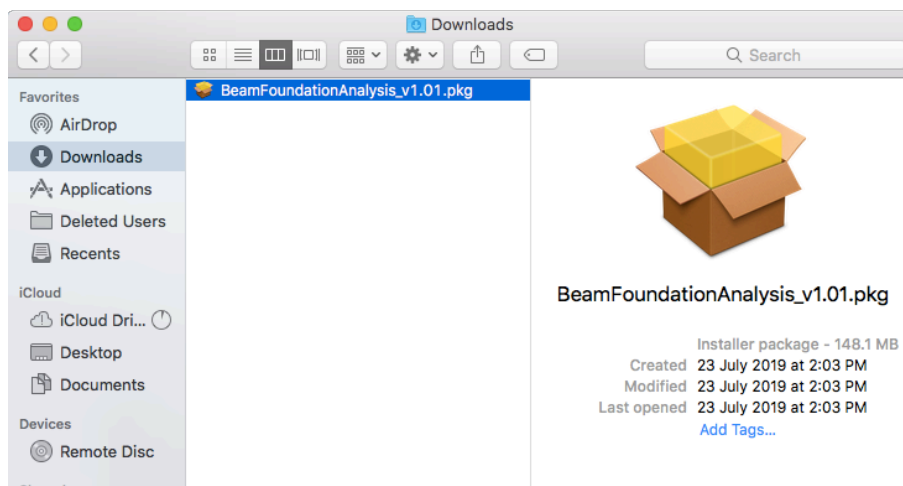 Downloads
Search
Favorites
AirDrop
Downloads
Applications
Deleted Users
Recents
iCloud
iCloud Dri...
Desktop
Documents
Devices
Remote Disc
BeamFoundationAnalysis_v1.01.pkg
BeamFoundationAnalysis_v1.01.pkg
Installer package - 148.1 MB
Created 23 July 2019 at 2:03 PM
Modified 23 July 2019 at 2:03 PM
Last opened 23 July 2019 at 2:03 PM
Add Tags...